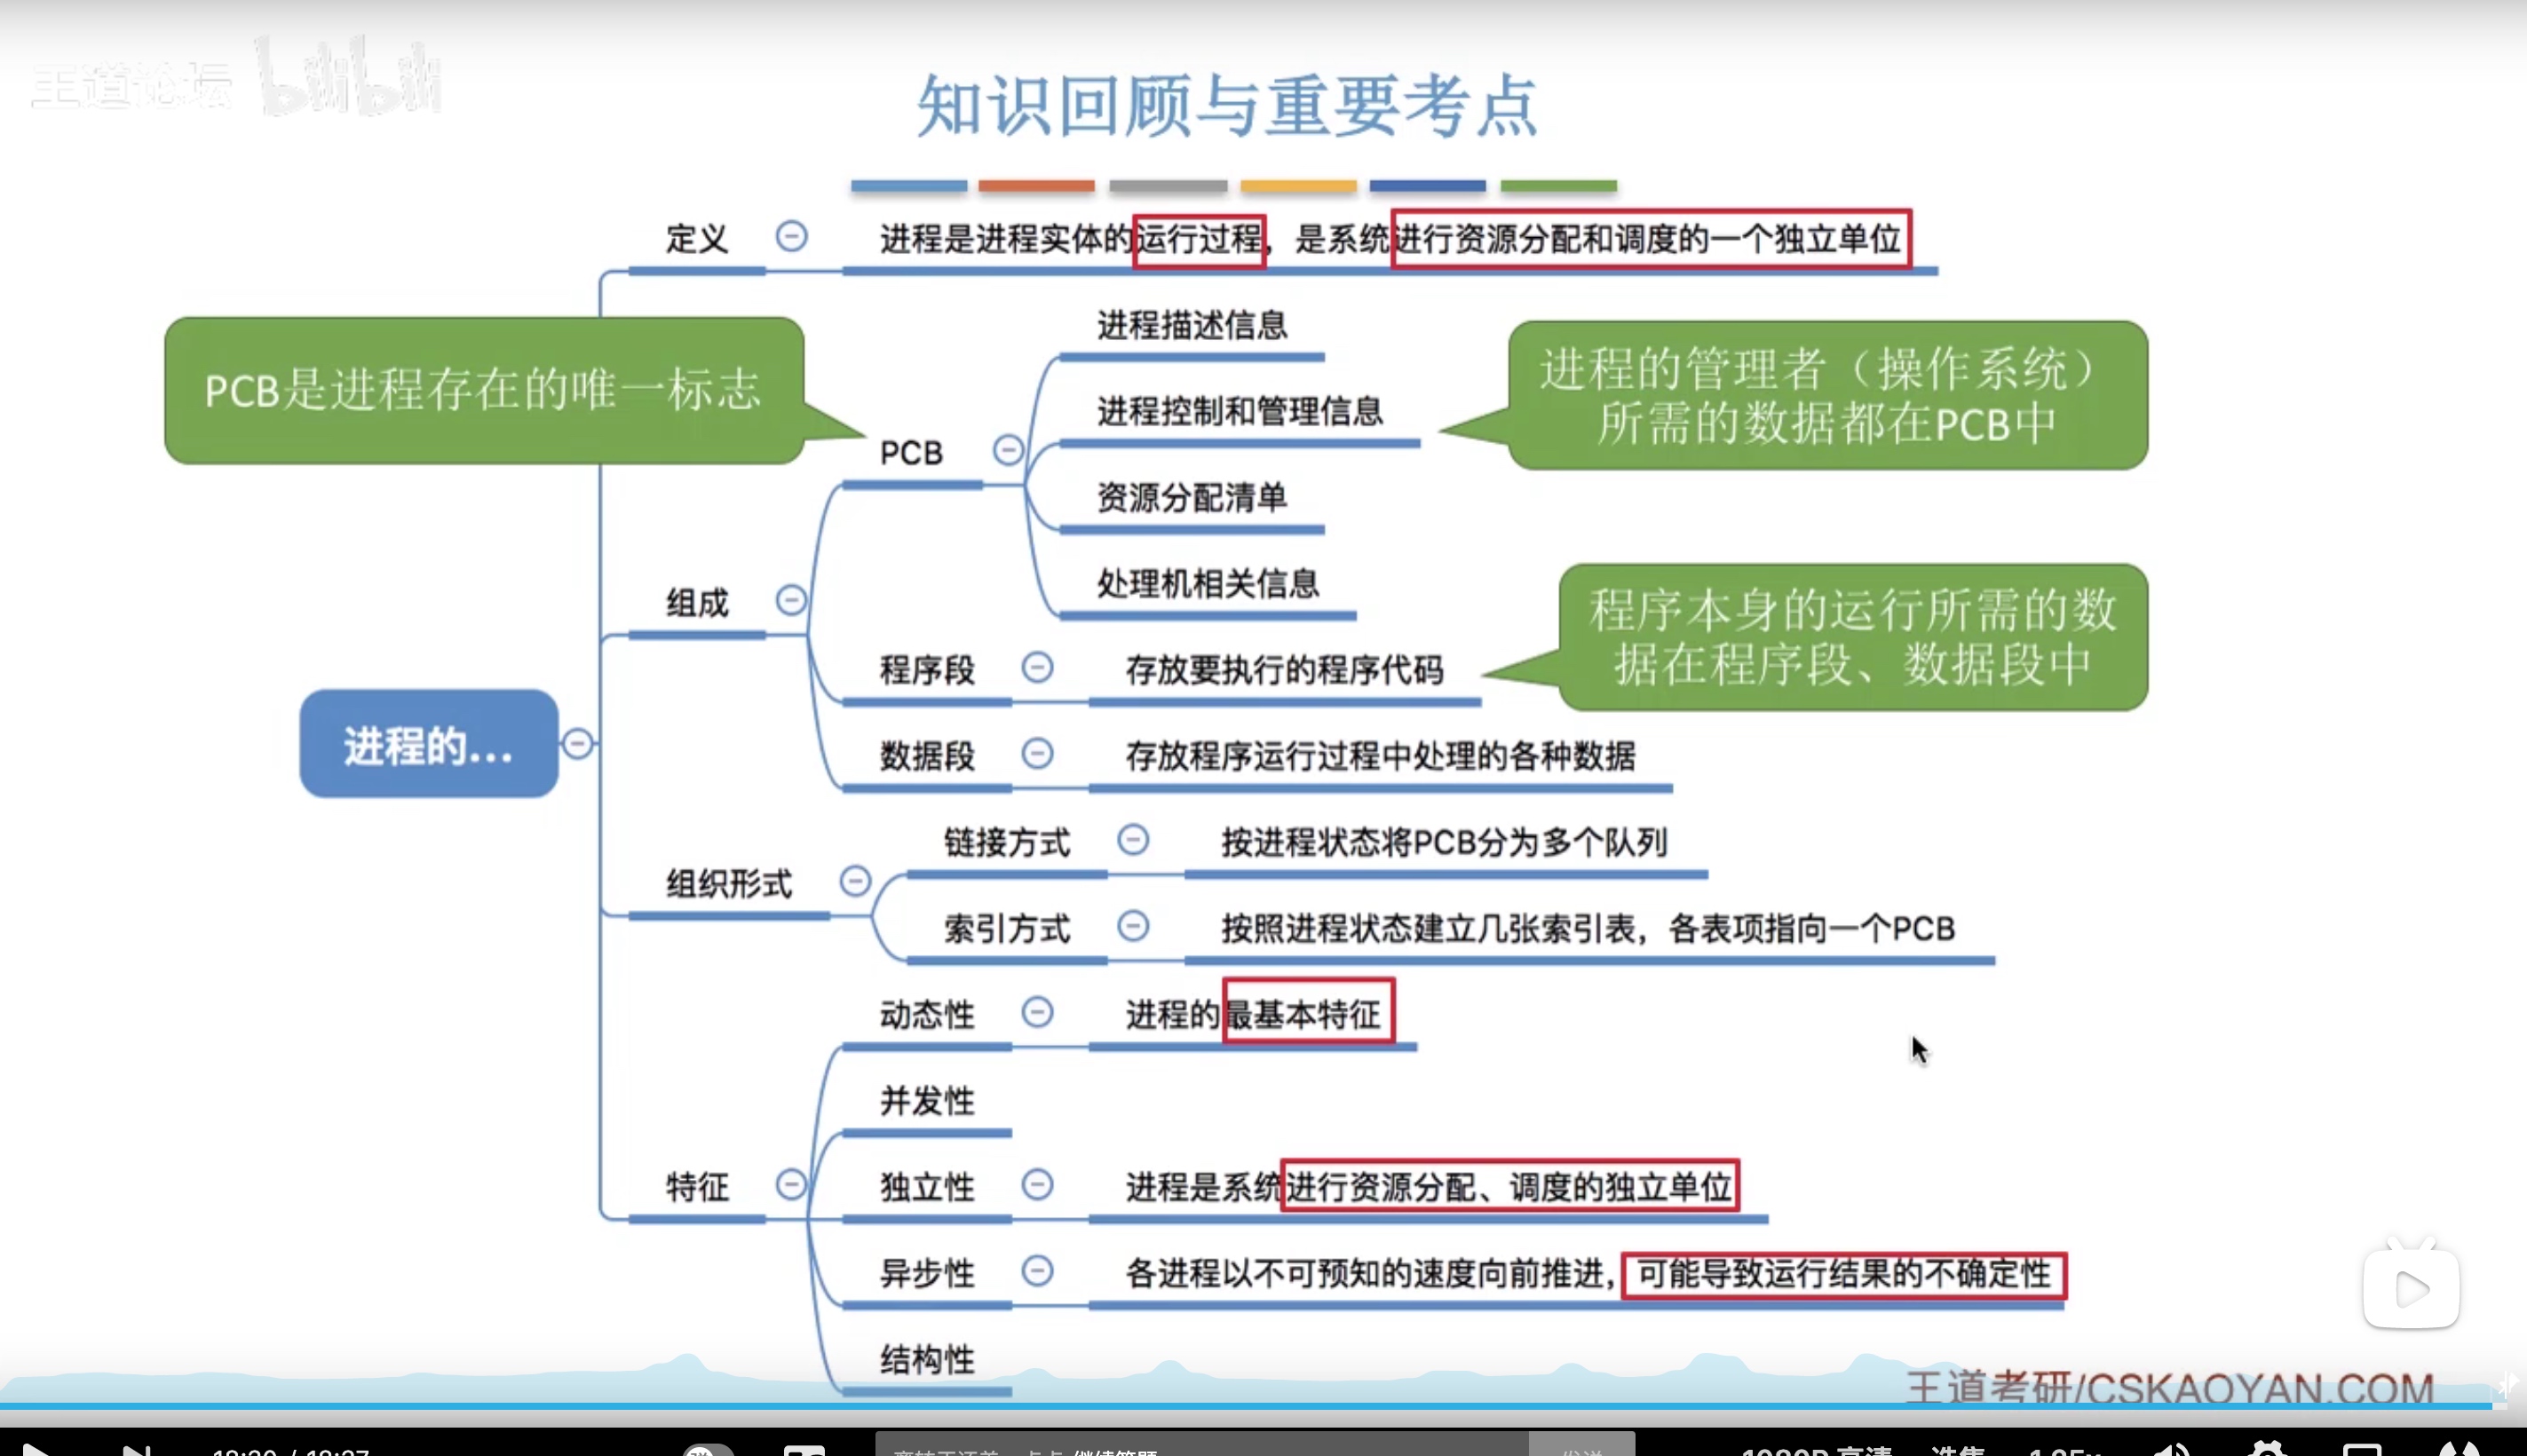 王道论坛 bilibili
知识回顾与重要考点
定义
进程是进程实体的运行过程，是系统进行资源分配和调度的一个独立单位
PCB是进程存在的唯一标志
进程描述信息
进程控制和管理信息
进程的管理者（操作系统）
所需的数据都在PCB中
PCB
资源分配清单
处理机相关信息
组成
程序段
存放要执行的程序代码
程序本身的运行所需的数
据在程序段、数据段中
数据段
存放程序运行过程中处理的各种数据
进程的...
组织形式
链接方式
按进程状态将PCB分为多个队列
索引方式
按照进程状态建立几张索引表，各表项指向一个PCB
特征
动态性
进程的最基本特征
并发性
独立性
进程是系统进行资源分配、调度的独立单位
异步性
各进程以不可预知的速度向前推进，可能导致运行结果的不确定性
结构性
王道考研/CSKAOYAN.COM
1080P 高清 选集